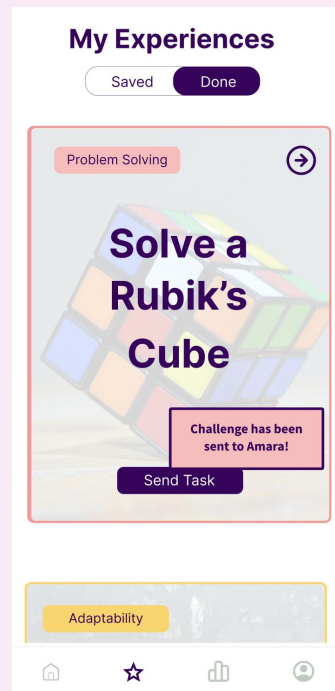 My Experiences
Saved Done
Problem Solving
Solve a
Rubik's
Cube
Challenge has been
sent to Amara!
Send Task
Adaptability